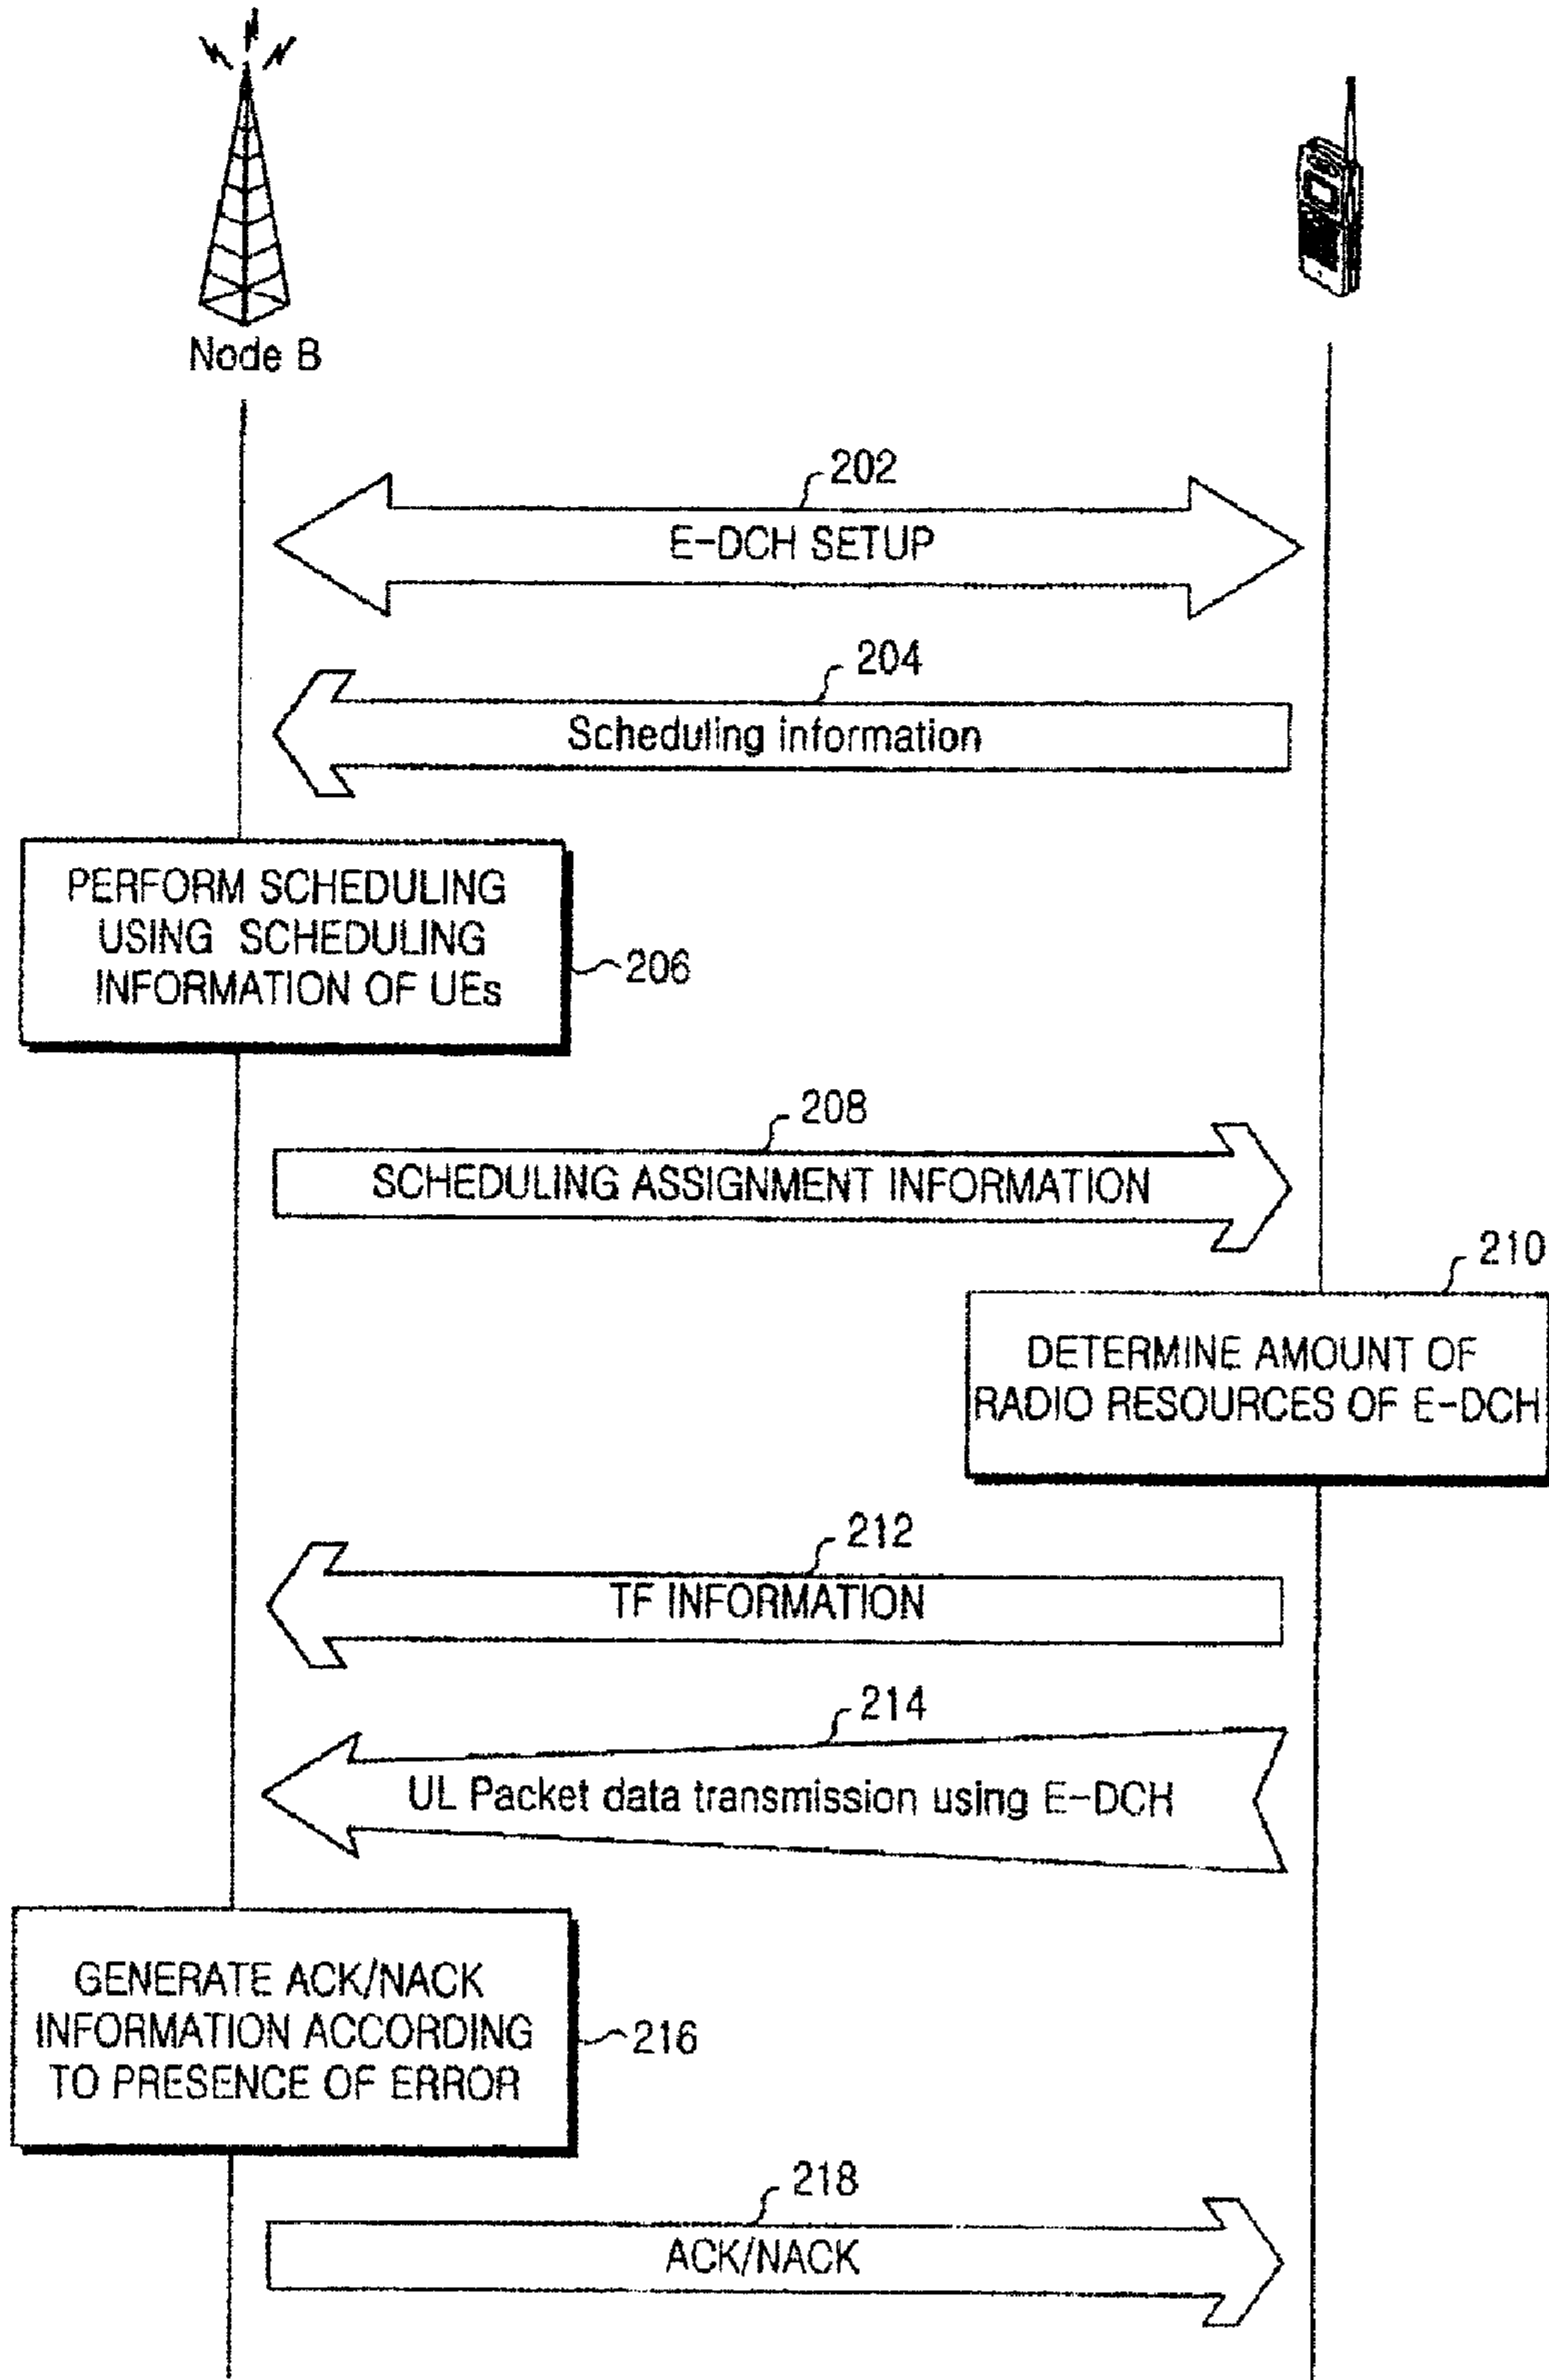 Node B
202
E-DCH SETUP
204
Scheduling information
PERFORM SCHEDULING
USING SCHEDULING
INFORMATION OF UEs
206
208
SCHEDULING ASSIGNMENT INFORMATION
210
DETERMINE AMOUNT OF
RADIO RESOURCES OF E-DCH
212
TF INFORMATION
214
UL Packet data transmission using E-DCH
GENERATE ACK/NACK
INFORMATION ACCORDING
TO PRESENCE OF ERROR
216
218
ACK/NACK